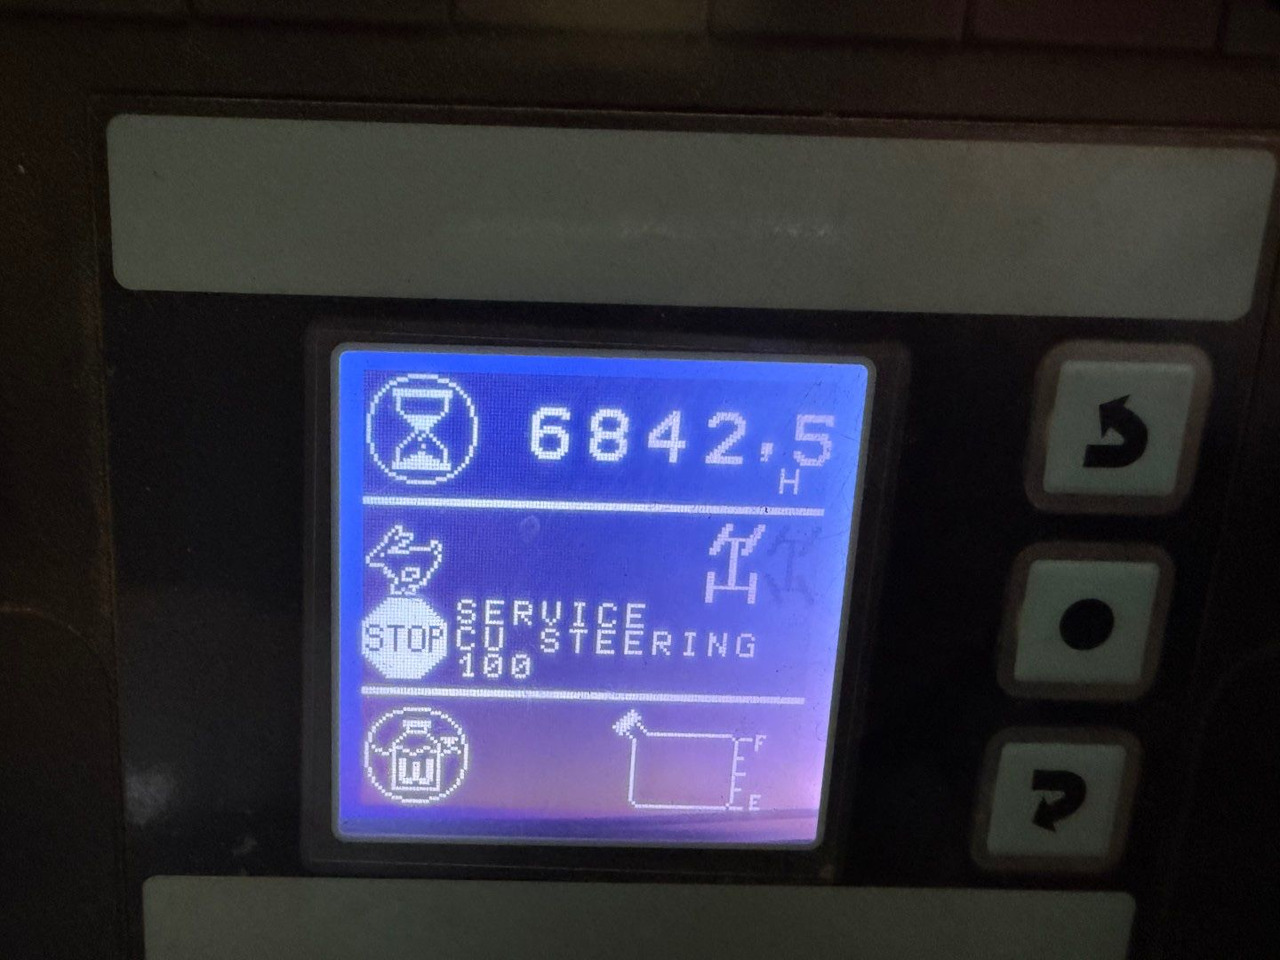 6842.5
H
SERVICE
STOP CU STEERING
100
W
F
E